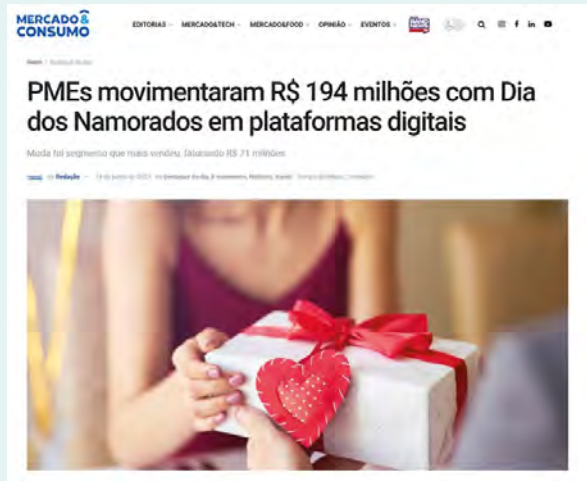 MERCADO&
CONSUMO
EDITORIAS MERCADO&TECH MERCADO&FOOD OPINIÃO EVENTOS
PMEs movimentaram R$ 194 milhões com Dia
dos Namorados em plataformas digitais
Moda foi segmento que mais vendeu, faturando R$ 71 milhões
Redação